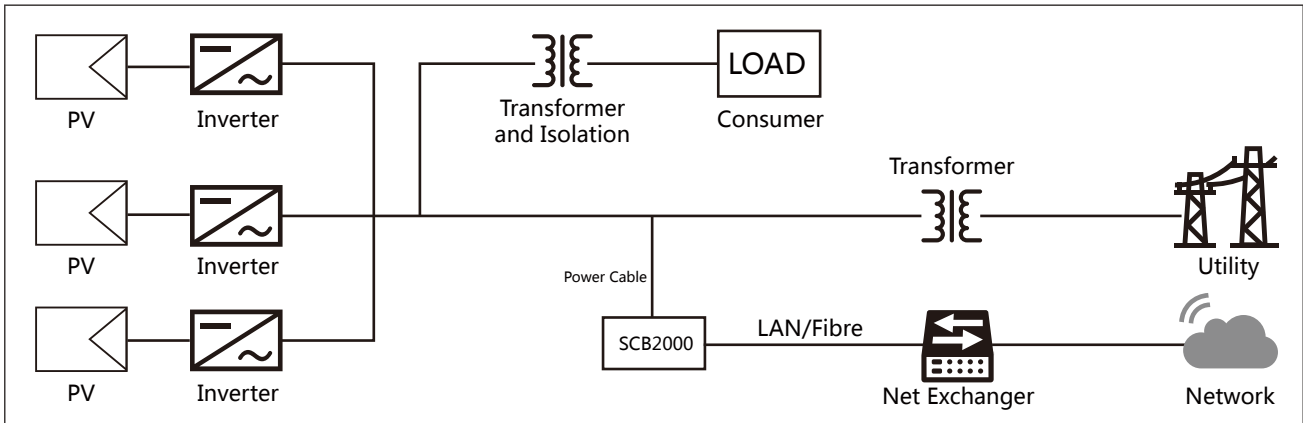 PV
Inverter
Transformer
and Isolation
LOAD
Consumer
PV
Inverter
Transformer
Utility
Power Cable
PV
Inverter
SCB2000
LAN/Fibre
Net Exchanger
Network